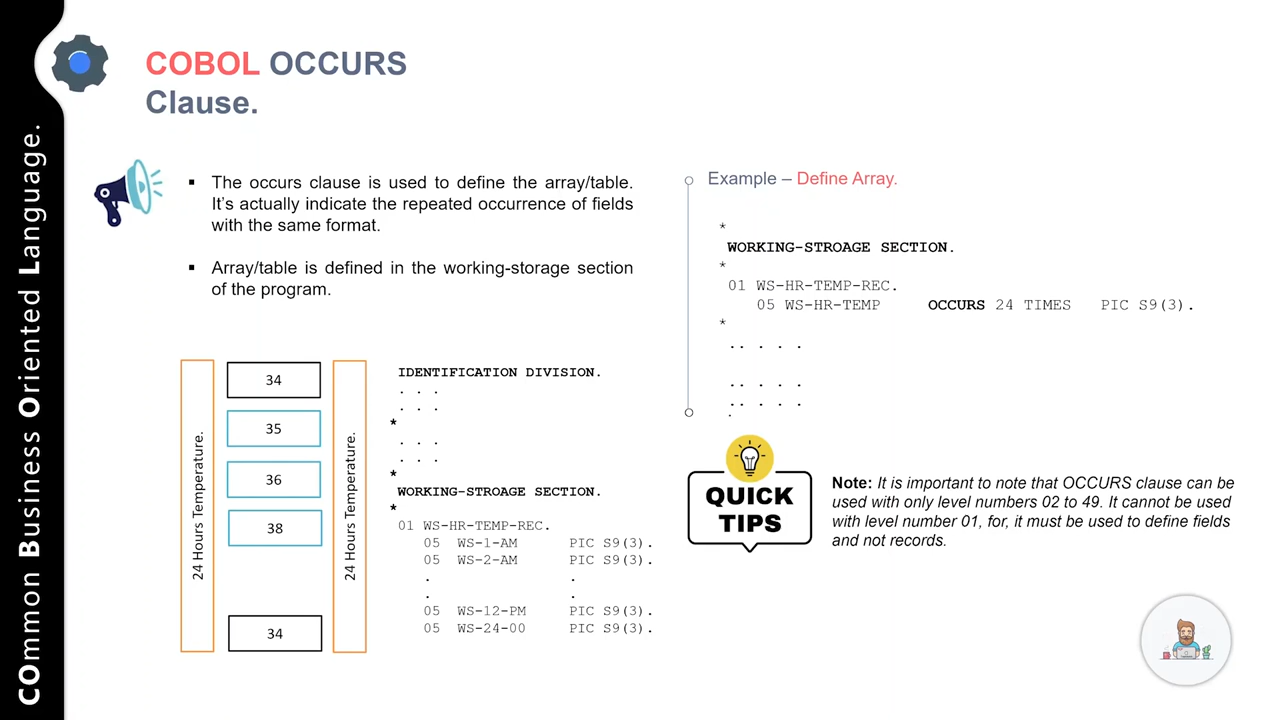 COmmon Business Oriented Language.
COBOL OCCURS
Clause.
▪ The occurs clause is used to define the array/table.
It's actually indicate the repeated occurrence of fields
with the same format.
▪ Array/table is defined in the working-storage section
of the program.
24 Hours Temperature.
34
35
36
38
34
24 Hours Temperature.
IDENTIFICATION DIVISION.
. . .
. . .
*
. . .
. . .
*
WORKING-STROAGE SECTION.
*
01 WS-HR-TEMP-REC.
05 WS-1-AM PIC S9(3).
05 WS-2-AM PIC S9(3).
. .
. .
05 WS-12-PM PIC S9(3).
05 WS-24-00 PIC S9(3).
Example – Define Array.
*
WORKING-STROAGE SECTION.
*
01 WS-HR-TEMP-REC.
05 WS-HR-TEMP OCCURS 24 TIMES PIC S9(3).
*
.. . . .
.. . . .
.. . . .
.
QUICK
TIPS
Note: It is important to note that OCCURS clause can be
used with only level numbers 02 to 49. It cannot be used
with level number 01, for, it must be used to define fields
and not records.